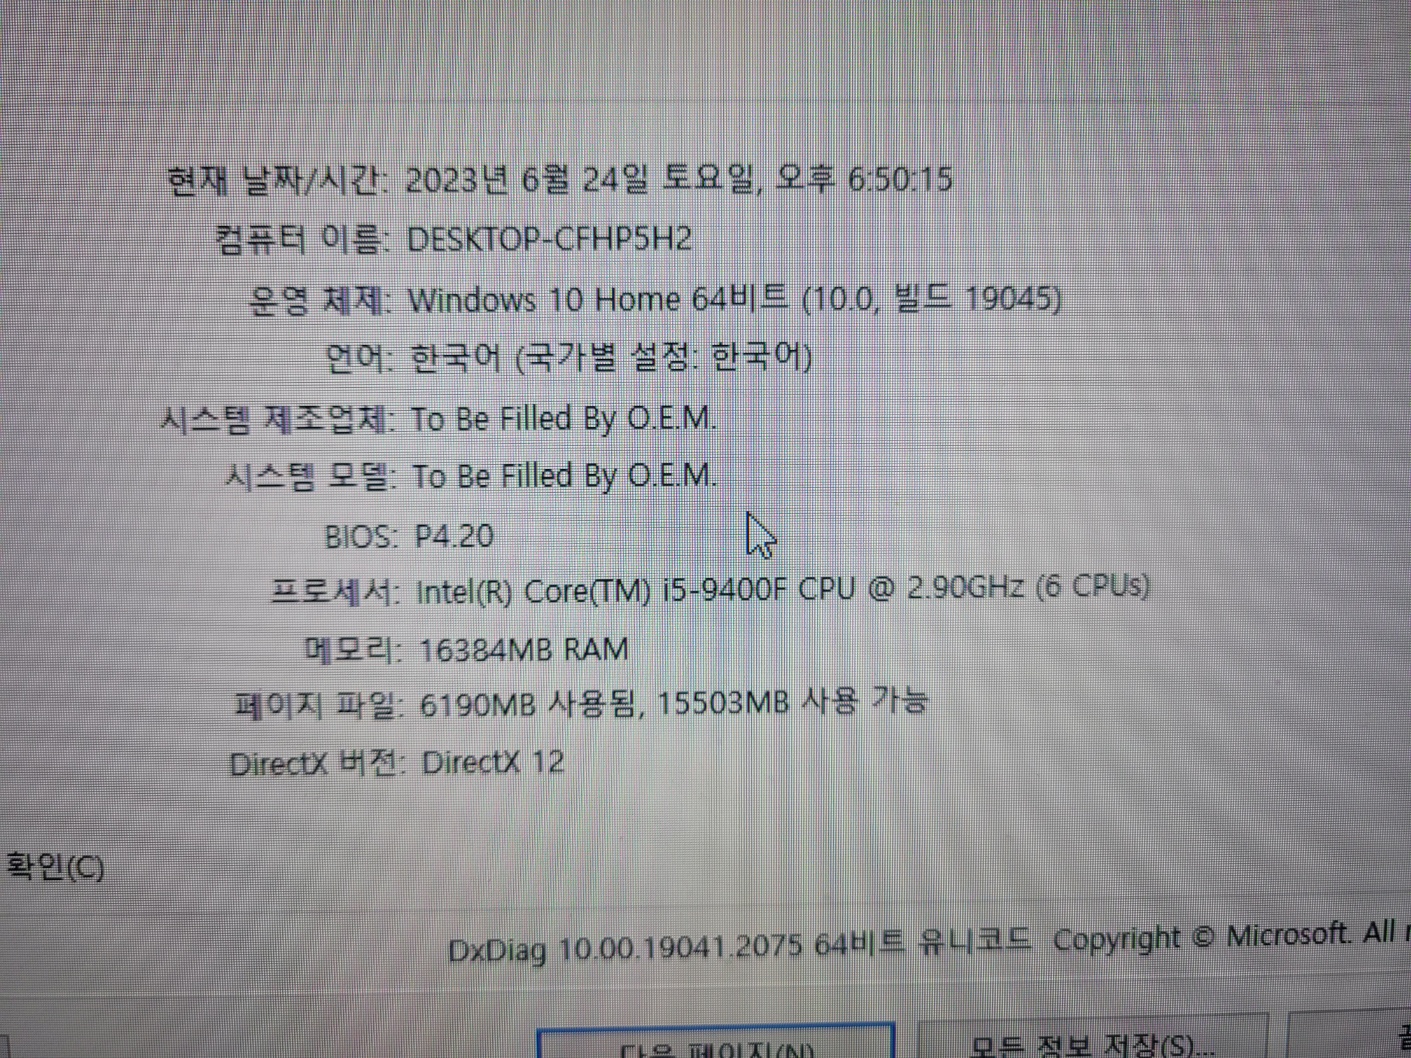 현재 날짜/시간: 2023년 6월 24일 토요일, 오후 6:50:15
컴퓨터 이름: DESKTOP-CFHP5H2
운영 체제: Windows 10 Home 64비트 (10.0, 빌드 19045)
언어: 한국어 (국가별 설정: 한국어)
시스템 제조업체: To Be Filled By O.E.M.
시스템 모델: To Be Filled By O.E.M.
BIOS: P4.20
프로세서: Intel(R) Core(TM) i5-9400F CPU @ 2.90GHz (6 CPUs)
메모리: 16384MB RAM
페이지 파일: 6190MB 사용됨, 15503MB 사용 가능
DirectX 버전: DirectX 12
확인(C)
DxDiag 10.00.19041.2075 64비트 유니코드 Copyright © Microsoft. All
다음 페이지(N)
모든 정보 저장(S)...